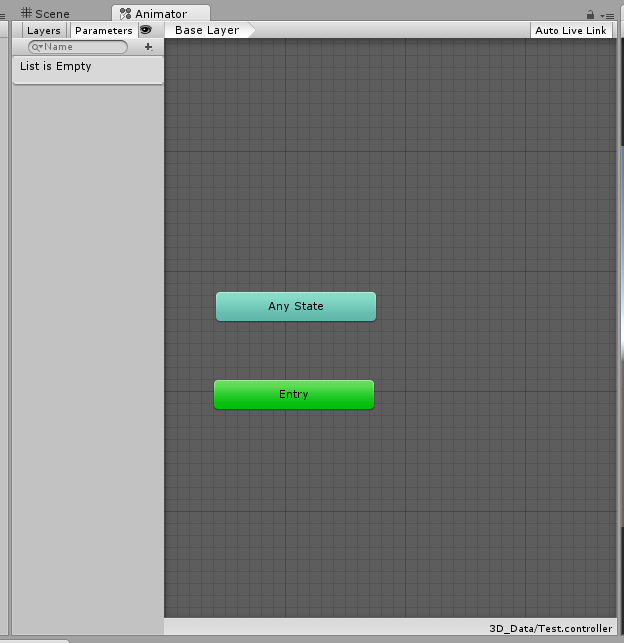 Scene Animator
Layers Parameters Base Layer Auto Live Link
Name
List is Empty
Any State
Entry
3D_Data/Test.controller